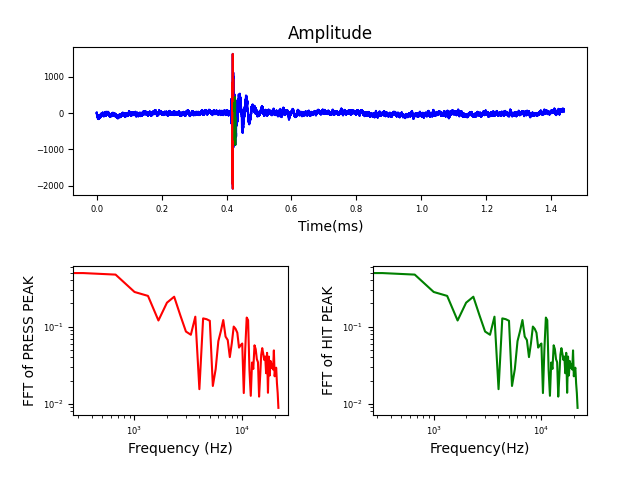 Amplitude
1000
0
−1000
−2000
0.0 0.2 0.4 0.6 0.8 1.0 1.2 1.4
Time(ms)
FFT of PRESS PEAK
10⁻¹
10⁻²
10³ 10⁴
Frequency (Hz)
FFT of HIT PEAK
10⁻¹
10⁻²
10³ 10⁴
Frequency(Hz)